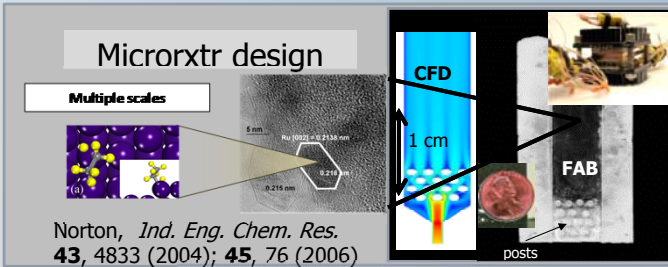 Microrxtr design
Multiple scales
(a)
5 nm
Ru [002] = 0.2138 nm
0.218 nm
0.215 nm
CFD
1 cm
FAB
posts
Norton, Ind. Eng. Chem. Res.
43, 4833 (2004); 45, 76 (2006)